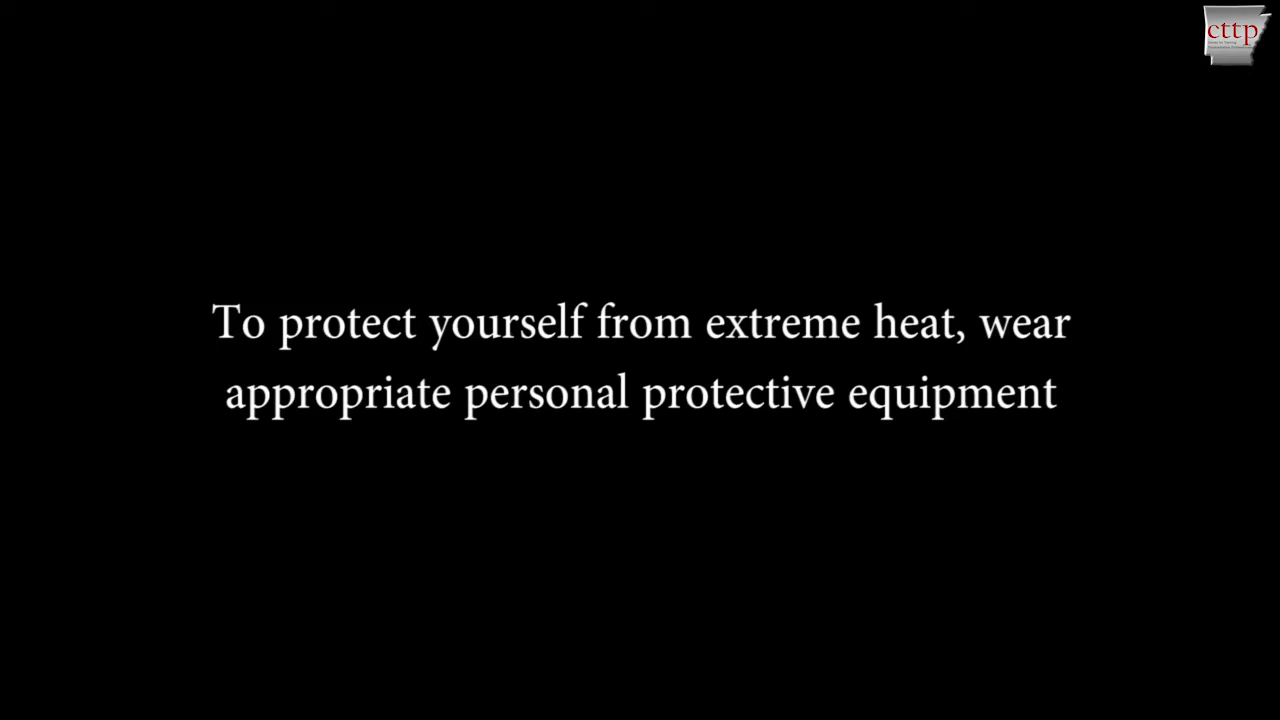 cttp
To protect yourself from extreme heat, wear
appropriate personal protective equipment